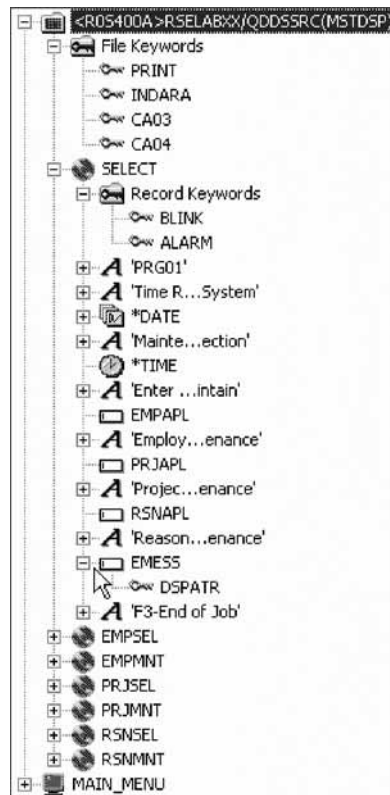 <RO5400A>RSELABXX/QDDSSRC(MSTDSP)
File Keywords
PRINT
INDARA
CA03
CA04
SELECT
Record Keywords
BLINK
ALARM
'PRG01'
'Time R...System'
*DATE
'Mainte...ection'
*TIME
'Enter ...intain'
EMPAPL
'Employ...enance'
PRJAPL
'Projec...enance'
RSNAPL
'Reason...enance'
EMESS
DSPATR
'F3-End of Job'
EMPSEL
EMPMNT
PRJSEL
PRJMNT
RSNSEL
RSNMNT
MAIN_MENU